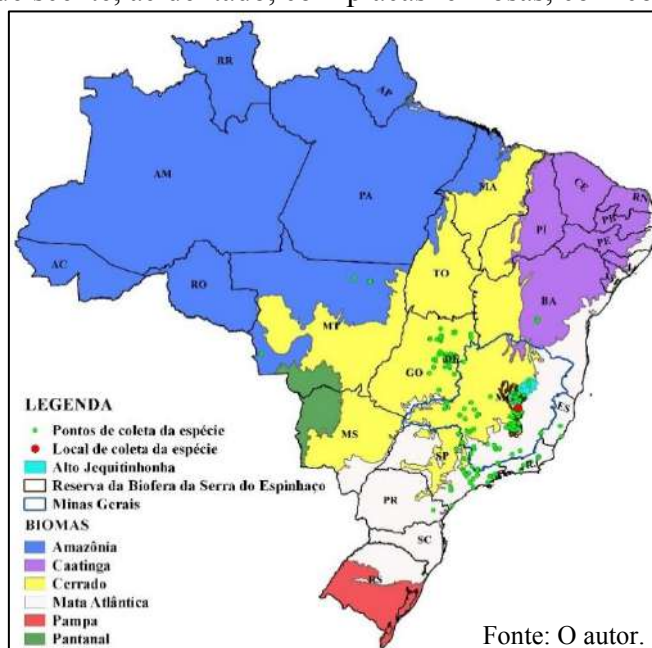 RR
AP
AM
PA
MA
CE
RN
PB
PE
PI
AC
RO
TO
BA
MT
DF
GO
ES
MS
SP
RJ
PR
SC
RS
LEGENDA
Pontos de coleta da espécie
Local de coleta da espécie
Alto Jequitinhonha
Reserva da Biofera da Serra do Espinhaço
Minas Gerais
BIOMAS
Amazônia
Caatinga
Cerrado
Mata Atlântica
Pampa
Pantanal
Fonte: O autor.